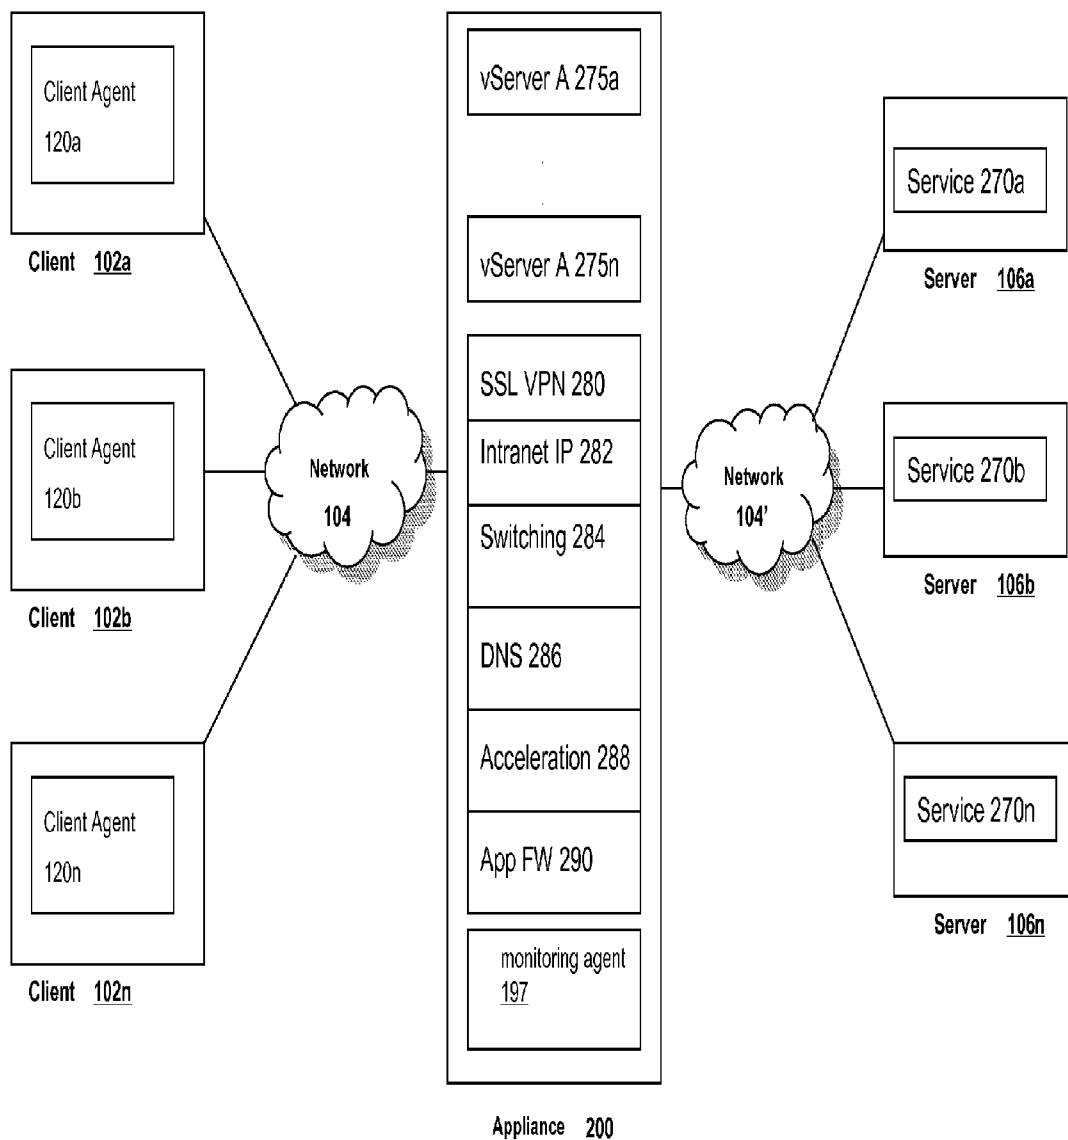 Client Agent
120a
Client 102a
Client Agent
120b
Client 102b
Client Agent
120n
Client 102n
Network
104
vServer A 275a
vServer A 275n
SSL VPN 280
Intranet IP 282
Switching 284
DNS 286
Acceleration 288
App FW 290
monitoring agent
197
Appliance 200
Network
104'
Service 270a
Server 106a
Service 270b
Server 106b
Service 270n
Server 106n